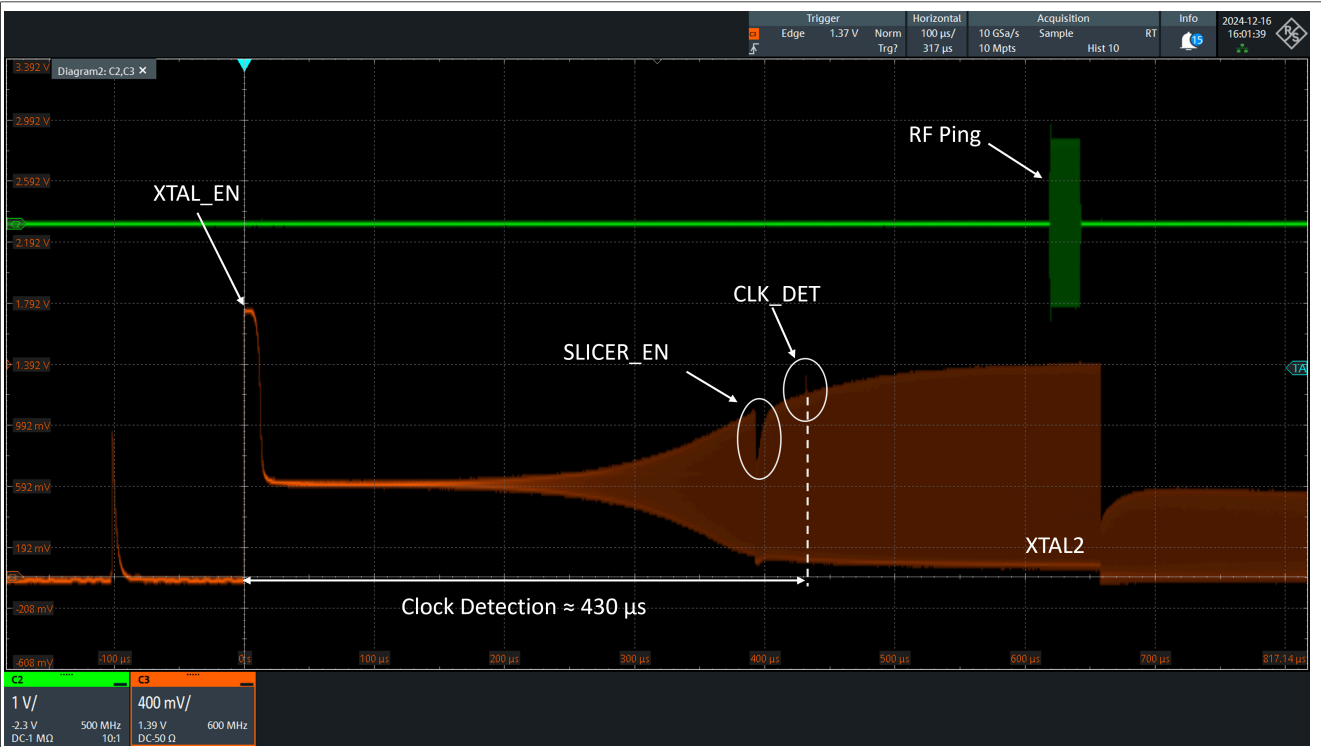 Trigger
Horizontal
Acquisition
Info
2024-12-16
C3 Edge 1.37 V Norm
100 µs/
10 GSa/s Sample RT
15
16:01:39
R&S
Trg?
317 µs
10 Mpts Hist 10
3.392 V
Diagram2: C2,C3 ✕
2.992 V
RF Ping
2.592 V
XTAL_EN
C2
2.192 V
1.792 V
CLK_DET
SLICER_EN
1.392 V
TA
992 mV
592 mV
192 mV
XTAL2
-208 mV
Clock Detection ≈ 430 µs
-608 mV
-100 µs
0 s
100 µs
200 µs
300 µs
400 µs
500 µs
600 µs
700 µs
817.14 µs
C2
1 V/
-2.3 V 500 MHz
DC-1 MΩ 10:1
C3
400 mV/
1.39 V 600 MHz
DC-50 Ω